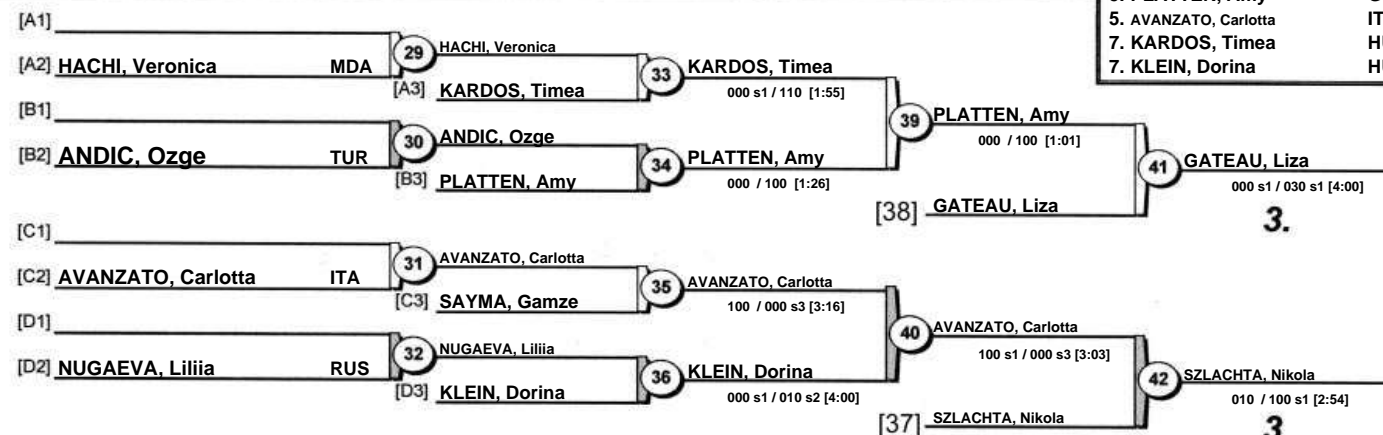 5. AVANZATO, Carlotta
7. KARDOS, Timea
7. KLEIN, Dorina
[A1]
[A2] HACHI, Veronica MDA
29
HACHI, Veronica
[A3] KARDOS, Timea
33
KARDOS, Timea
000 s1 / 110 [1:55]
[B1]
[B2] ANDIC, Ozge TUR
30
ANDIC, Ozge
[B3] PLATTEN, Amy
34
PLATTEN, Amy
000 / 100 [1:26]
39
PLATTEN, Amy
000 / 100 [1:01]
[38] GATEAU, Liza
41
GATEAU, Liza
000 s1 / 030 s1 [4:00]
3.
[C1]
[C2] AVANZATO, Carlotta ITA
31
AVANZATO, Carlotta
[C3] SAYMA, Gamze
35
AVANZATO, Carlotta
100 / 000 s3 [3:16]
[D1]
[D2] NUGAEVA, Liliia RUS
32
NUGAEVA, Liliia
[D3] KLEIN, Dorina
36
KLEIN, Dorina
000 s1 / 010 s2 [4:00]
40
AVANZATO, Carlotta
100 s1 / 000 s3 [3:03]
[37] SZLACHTA, Nikola
42
SZLACHTA, Nikola
010 / 100 s1 [2:54]
3